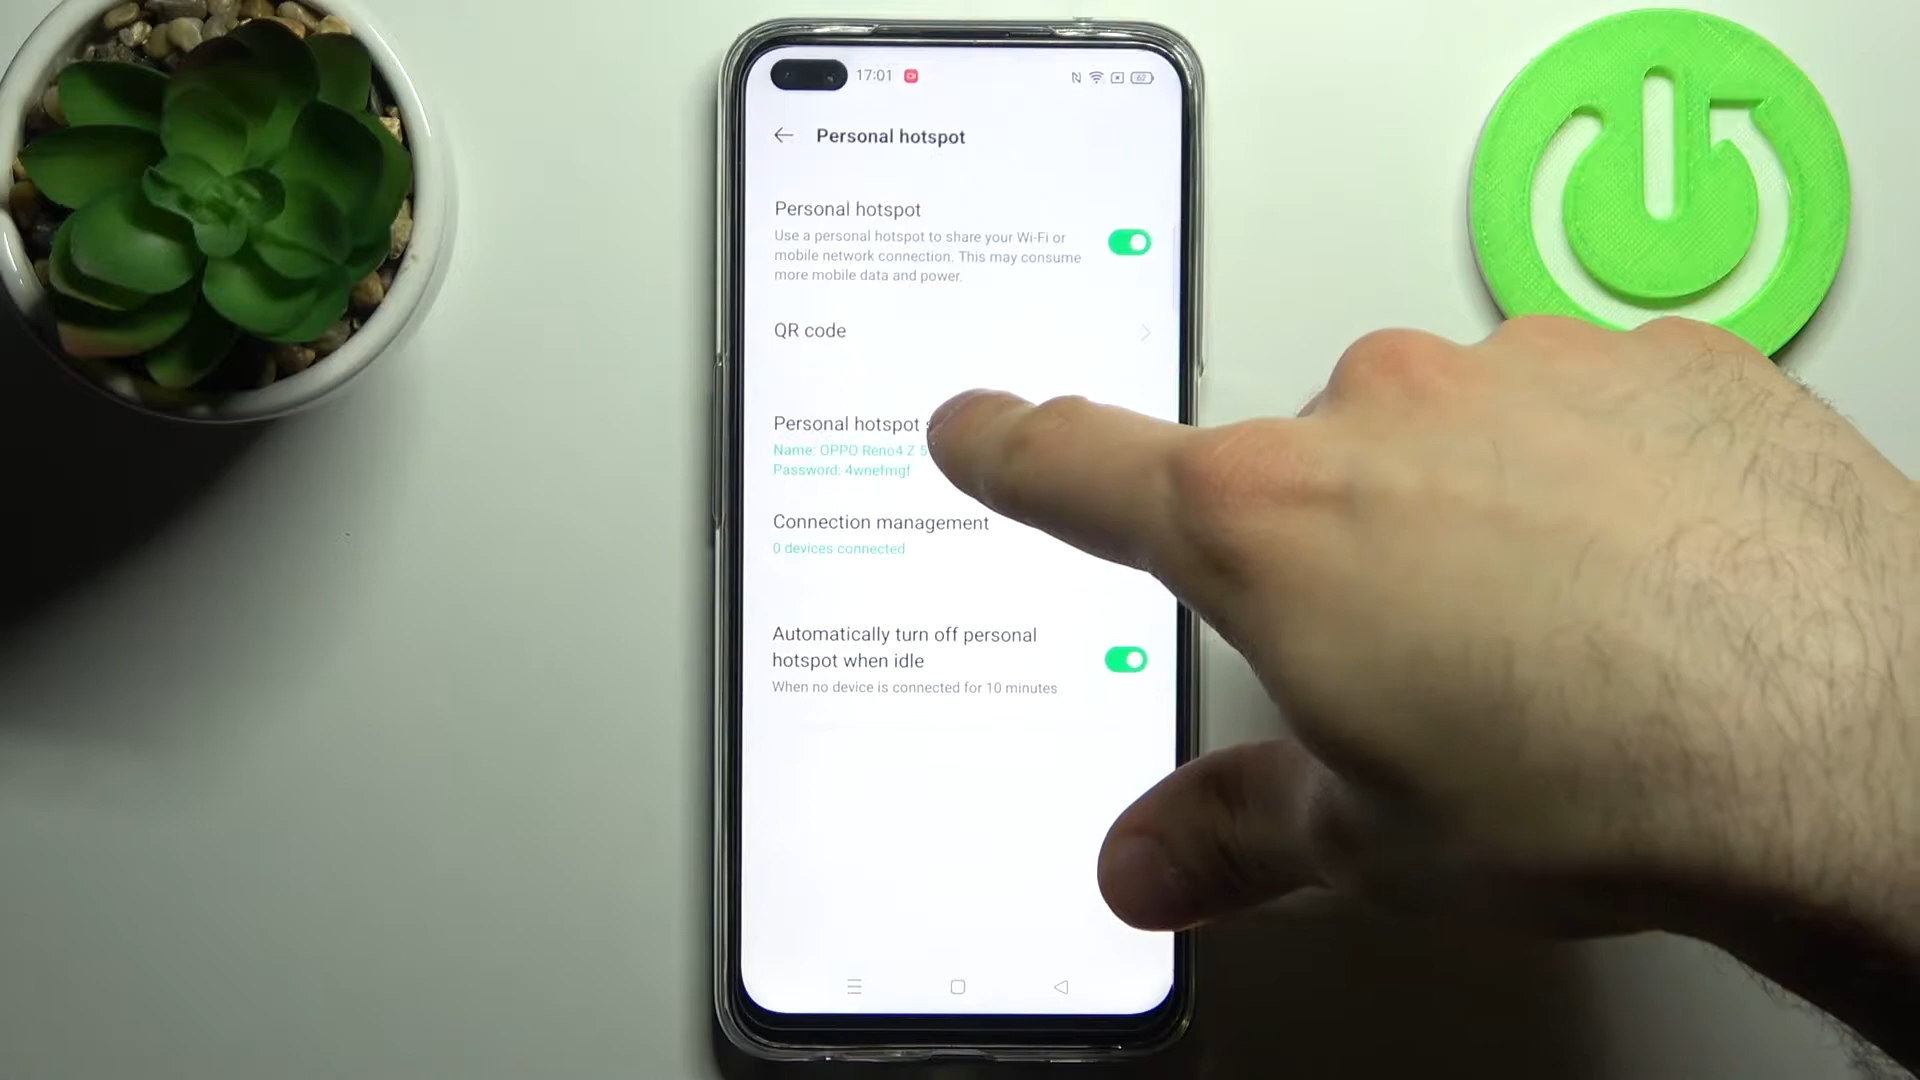 17:01
62
Personal hotspot
Personal hotspot
Use a personal hotspot to share your Wi-Fi or
mobile network connection. This may consume
more mobile data and power.
QR code
Personal hotspot
Name: OPPO Reno4 Z 5
Password: 4wnefmgf
Connection management
0 devices connected
Automatically turn off personal
hotspot when idle
When no device is connected for 10 minutes